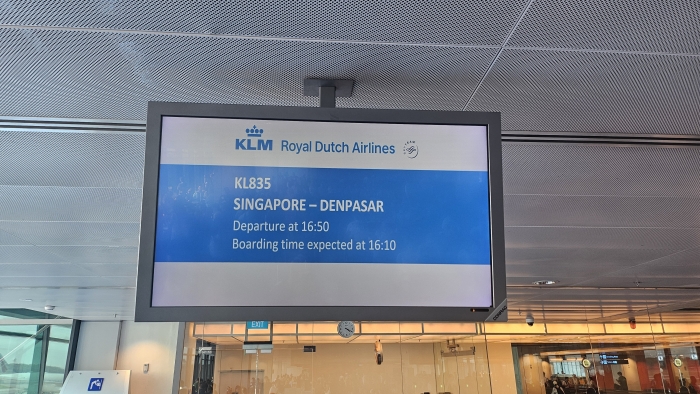 KLM Royal Dutch Airlines
KL835
SINGAPORE – DENPASAR
Departure at 16:50
Boarding time expected at 16:10
EXIT